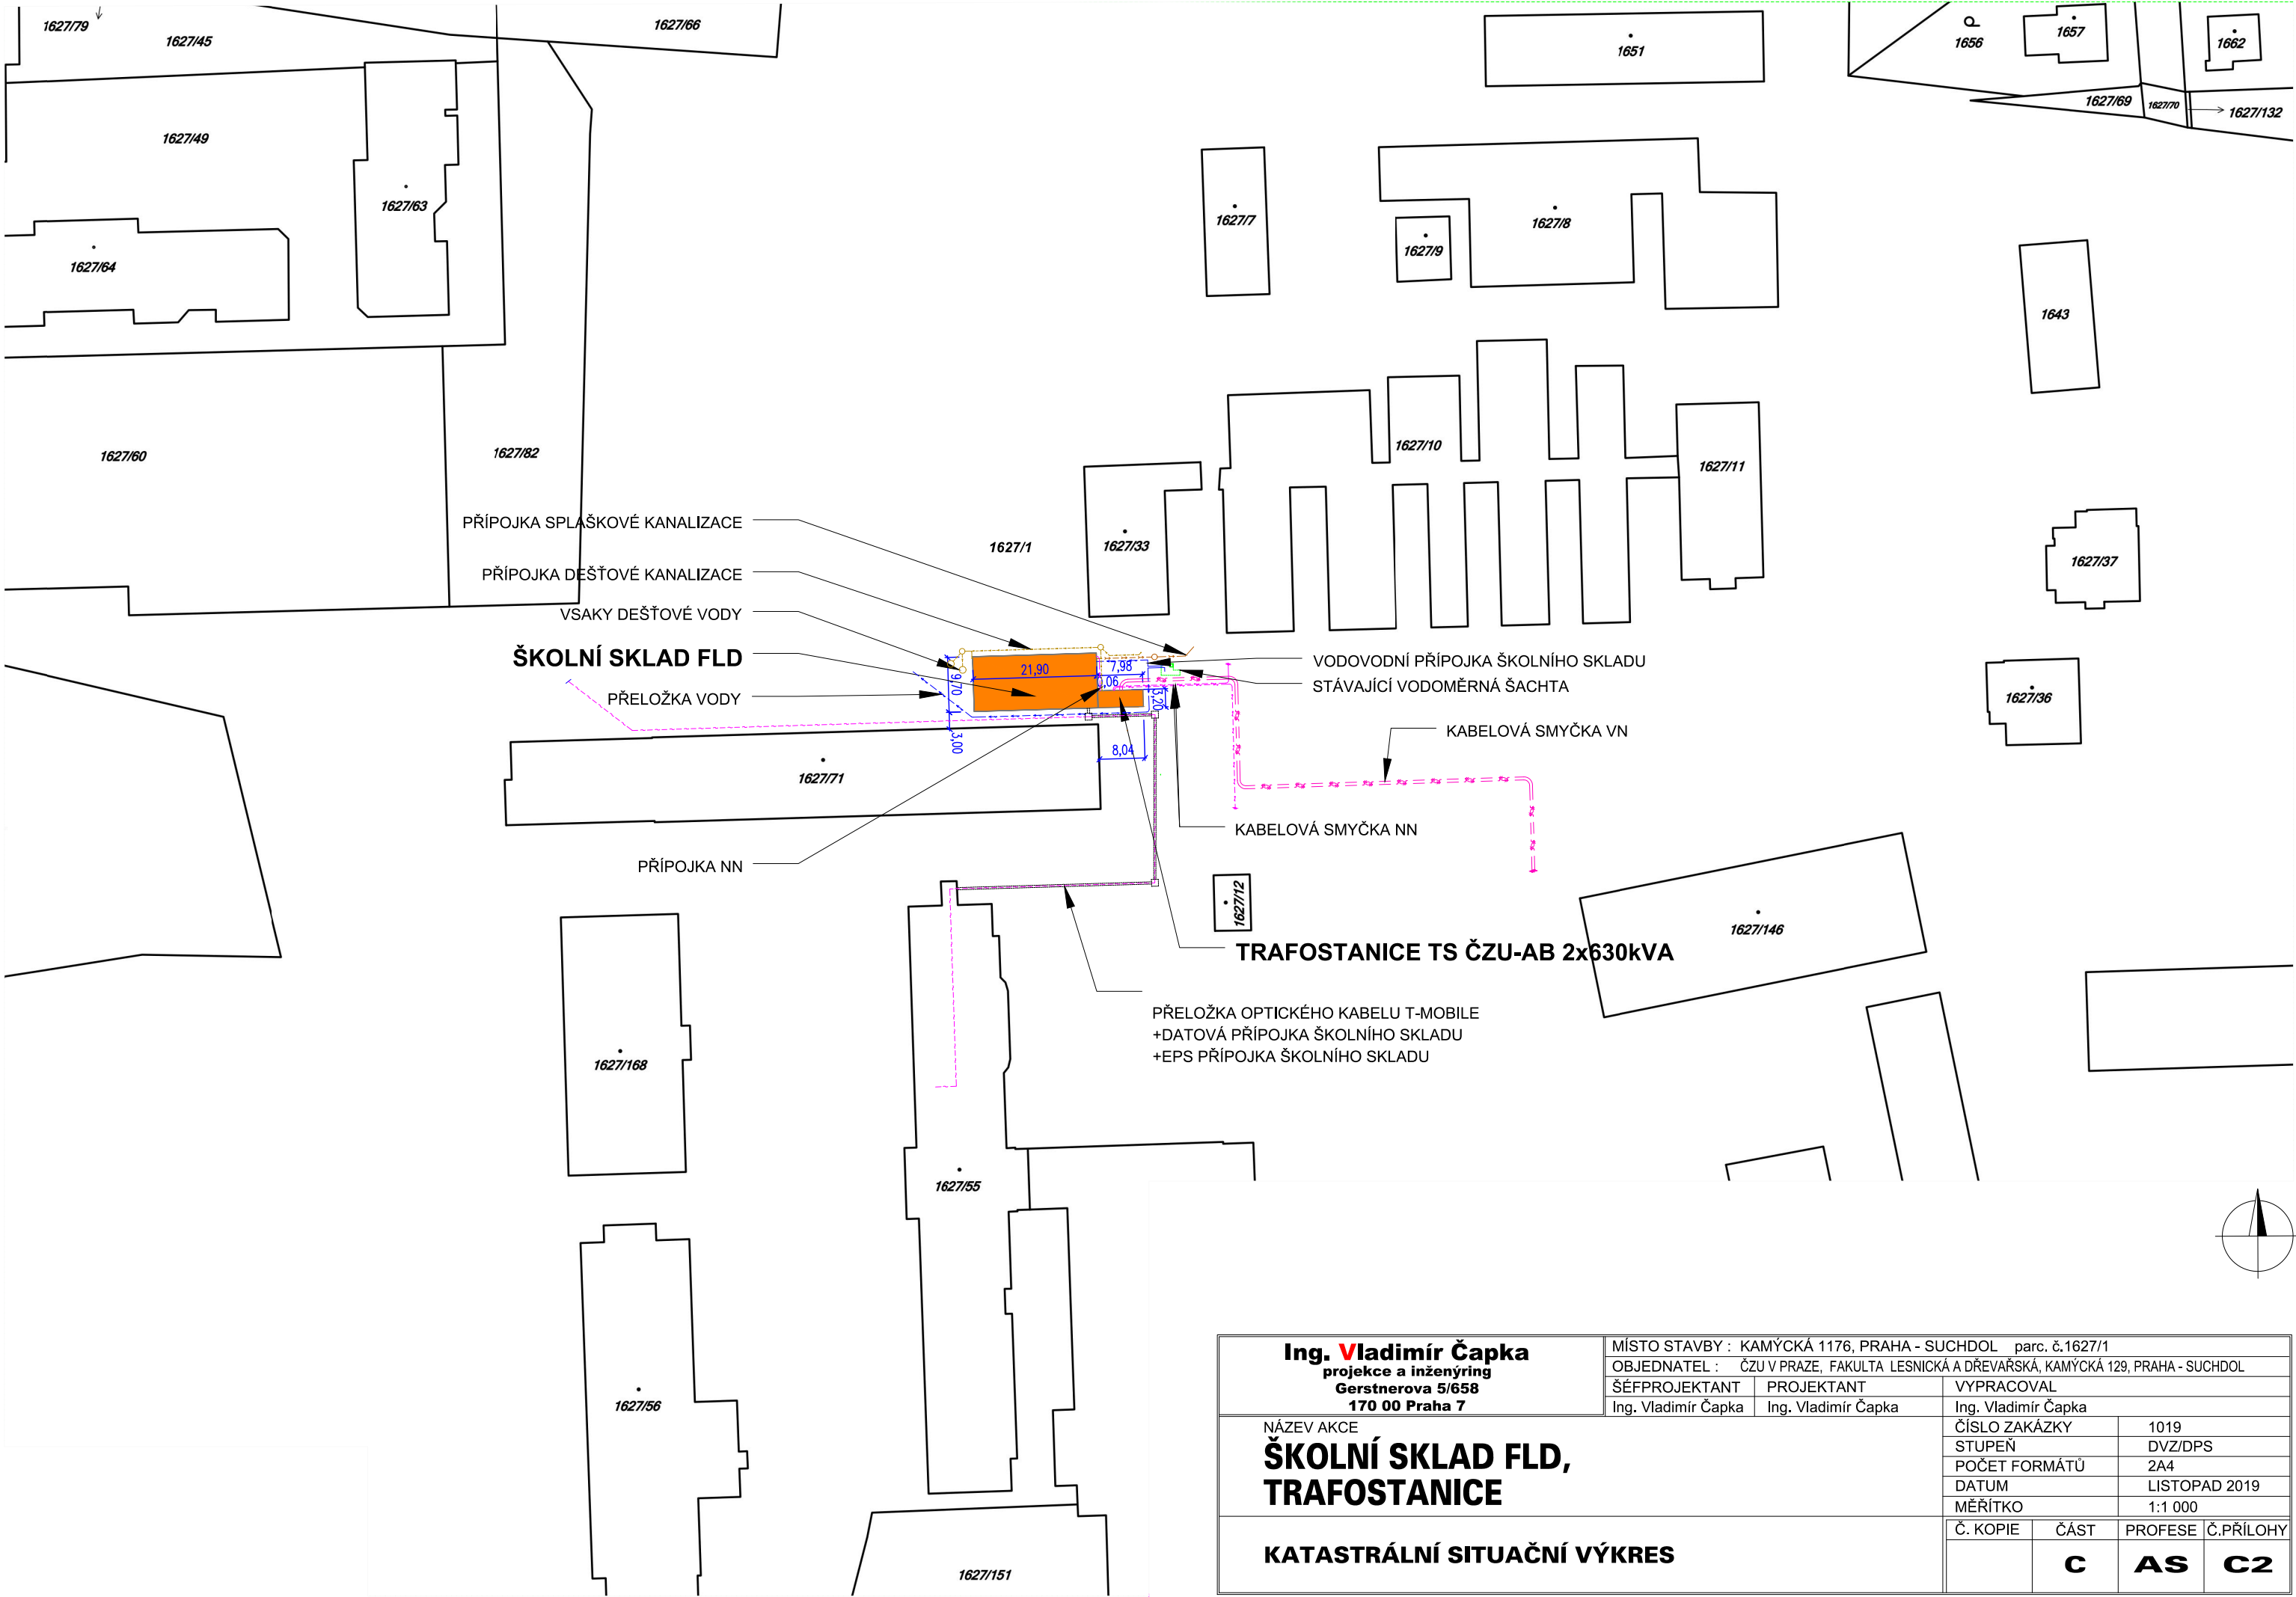 1627/79
1627/45
1627/66
1651
1656
1657
1662
1627/69
1627/70
1627/132
1627/49
1627/63
1627/64
1627/7
1627/8
1627/9
1643
1627/60
1627/82
1627/10
1627/11
1627/1
1627/33
1627/37
1627/36
PŘÍPOJKA SPLAŠKOVÉ KANALIZACE
PŘÍPOJKA DEŠŤOVÉ KANALIZACE
VSAKY DEŠŤOVÉ VODY
ŠKOLNÍ SKLAD FLD
PŘELOŽKA VODY
21,90
7,98
0,06
9,70
3,20
3,00
8,04
VODOVODNÍ PŘÍPOJKA ŠKOLNÍHO SKLADU
STÁVAJÍCÍ VODOMĚRNÁ ŠACHTA
KABELOVÁ SMYČKA VN
1627/71
KABELOVÁ SMYČKA NN
PŘÍPOJKA NN
1627/12
1627/146
TRAFOSTANICE TS ČZU-AB 2x630kVA
PŘELOŽKA OPTICKÉHO KABELU T-MOBILE
+DATOVÁ PŘÍPOJKA ŠKOLNÍHO SKLADU
+EPS PŘÍPOJKA ŠKOLNÍHO SKLADU
1627/168
1627/55
1627/56
1627/151
Ing. Vladimír Čapka
projekce a inženýring
Gerstnerova 5/658
170 00 Praha 7
MÍSTO STAVBY : KAMÝCKÁ 1176, PRAHA - SUCHDOL parc. č.1627/1
OBJEDNATEL : ČZU V PRAZE, FAKULTA LESNICKÁ A DŘEVAŘSKÁ, KAMÝCKÁ 129, PRAHA - SUCHDOL
ŠÉFPROJEKTANT PROJEKTANT VYPRACOVAL
Ing. Vladimír Čapka Ing. Vladimír Čapka Ing. Vladimír Čapka
NÁZEV AKCE
ŠKOLNÍ SKLAD FLD,
TRAFOSTANICE
ČÍSLO ZAKÁZKY 1019
STUPEŇ DVZ/DPS
POČET FORMÁTŮ 2A4
DATUM LISTOPAD 2019
MĚŘÍTKO 1:1 000
KATASTRÁLNÍ SITUAČNÍ VÝKRES
Č. KOPIE ČÁST PROFESE Č.PŘÍLOHY
C AS C2